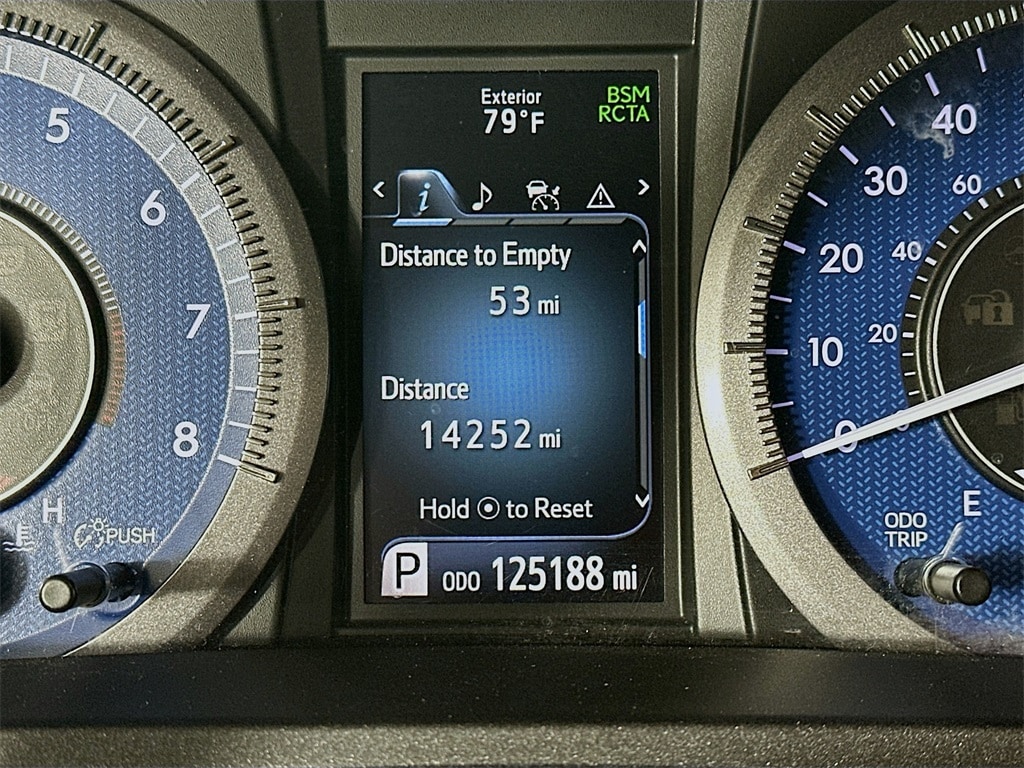 Exterior
79°F
BSM
RCTA
i
Distance to Empty
53 mi
Distance
14252 mi
Hold to Reset
P ODO 125188 mi
5
6
7
8
H
PUSH
40
30
20
10
0
60
40
20
0
ODO
TRIP
E